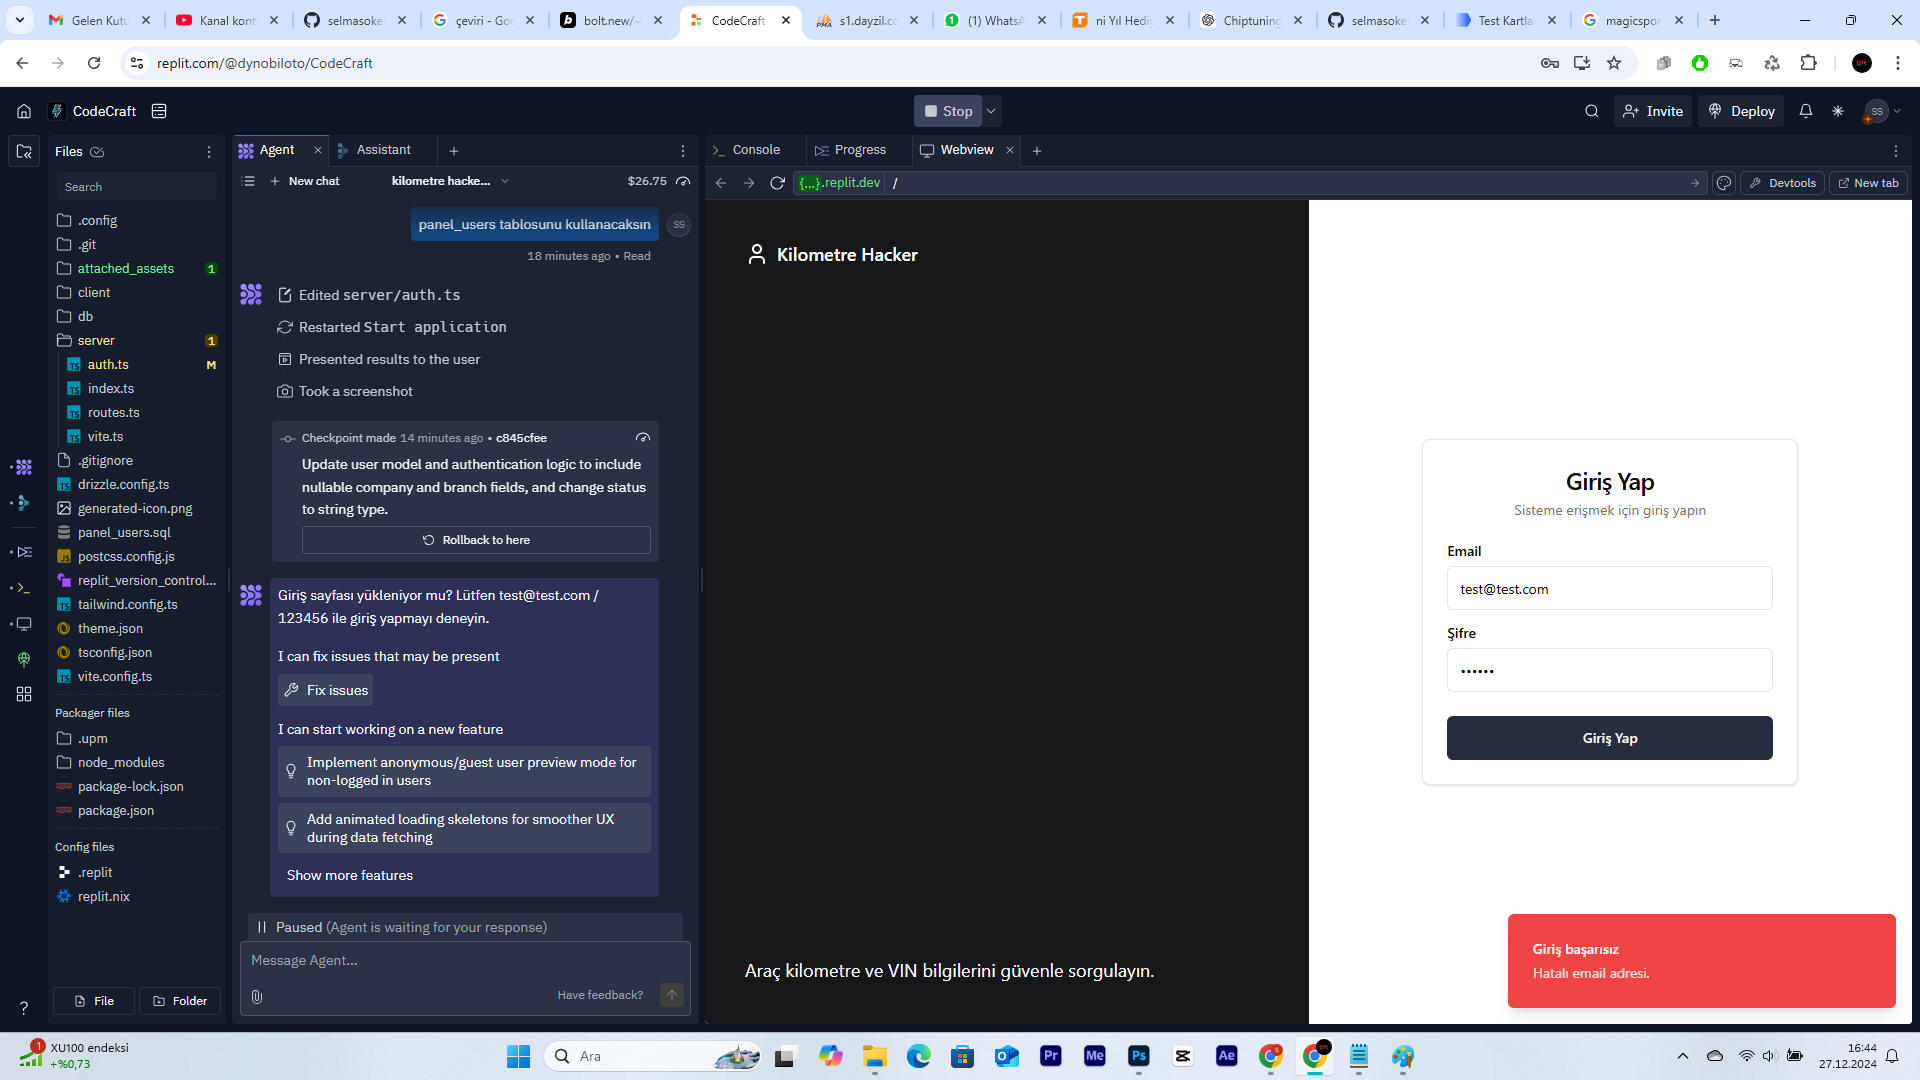 Gelen Kutu
Kanal kont
selmasoke
çeviri - Goo
bolt.new/~
CodeCraft
s1.dayzil.co
(1) WhatsA
ni Yıl Hediy
Chiptuning
selmasoke
Test Kartla
magicspor
replit.com/@dynobiloto/CodeCraft
CodeCraft
Stop
Invite
Deploy
SS
Files
Search
.config
.git
attached_assets 1
client
db
server 1
auth.ts M
index.ts
routes.ts
vite.ts
.gitignore
drizzle.config.ts
generated-icon.png
panel_users.sql
postcss.config.js
replit_version_control...
tailwind.config.ts
theme.json
tsconfig.json
vite.config.ts
Packager files
.upm
node_modules
package-lock.json
package.json
Config files
.replit
replit.nix
File
Folder
Agent
Assistant
New chat
kilometre hacke...
$26.75
panel_users tablosunu kullanacaksın
SS
18 minutes ago • Read
Edited server/auth.ts
Restarted Start application
Presented results to the user
Took a screenshot
Checkpoint made 14 minutes ago • c845cfee
Update user model and authentication logic to include
nullable company and branch fields, and change status
to string type.
Rollback to here
Giriş sayfası yükleniyor mu? Lütfen test@test.com /
123456 ile giriş yapmayı deneyin.
I can fix issues that may be present
Fix issues
I can start working on a new feature
Implement anonymous/guest user preview mode for
non-logged in users
Add animated loading skeletons for smoother UX
during data fetching
Show more features
Paused (Agent is waiting for your response)
Message Agent...
Have feedback?
Console
Progress
Webview
{...}.replit.dev
/
Devtools
New tab
Kilometre Hacker
Araç kilometre ve VIN bilgilerini güvenle sorgulayın.
Giriş Yap
Sisteme erişmek için giriş yapın
Email
test@test.com
Şifre
••••••
Giriş Yap
Giriş başarısız
Hatalı email adresi.
1
XU100 endeksi
+%0,73
Ara
Pr
Me
Ps
Ae
16:44
27.12.2024